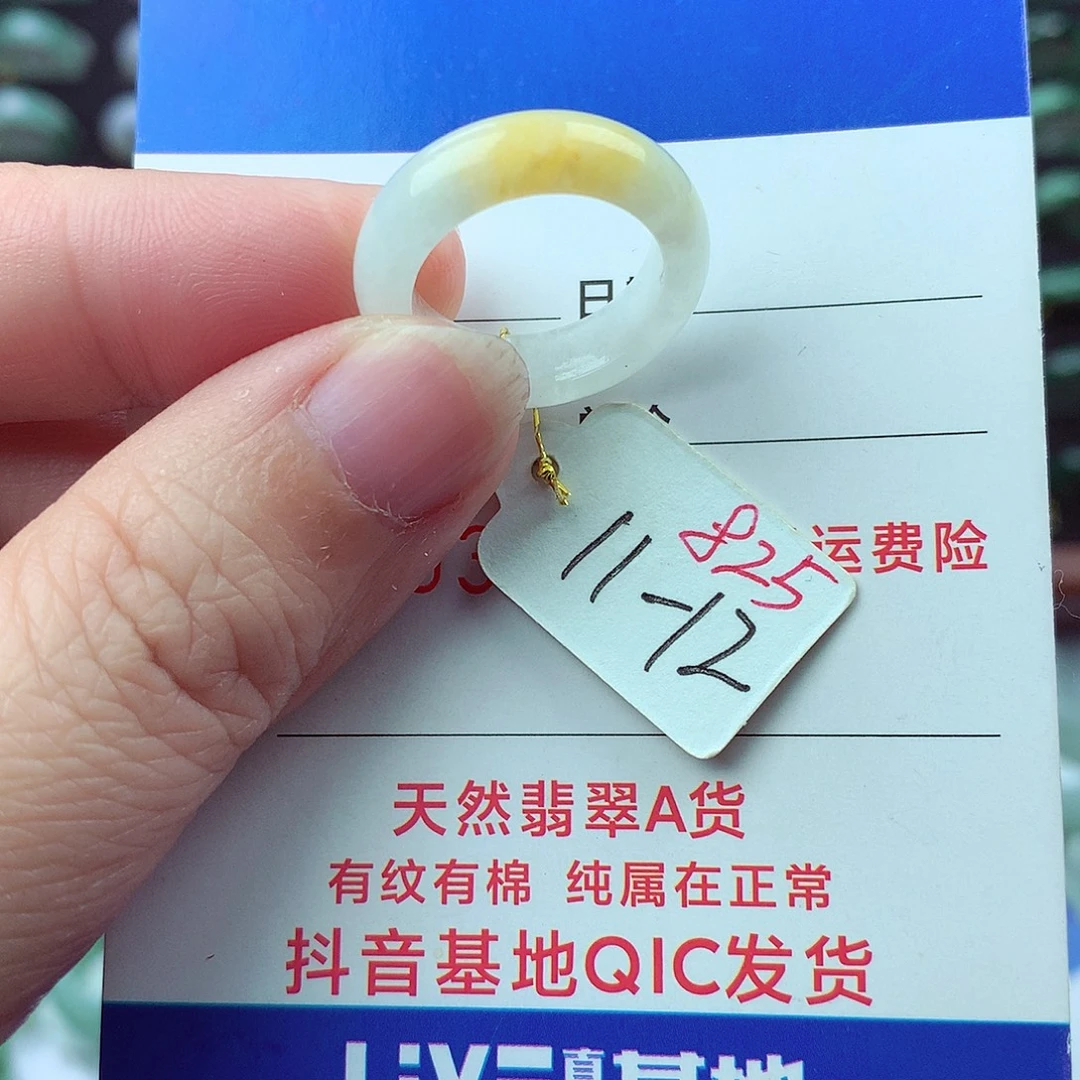 825
11-12
运费险
天然翡翠A货
有纹有棉 纯属在正常
抖音基地QIC发货